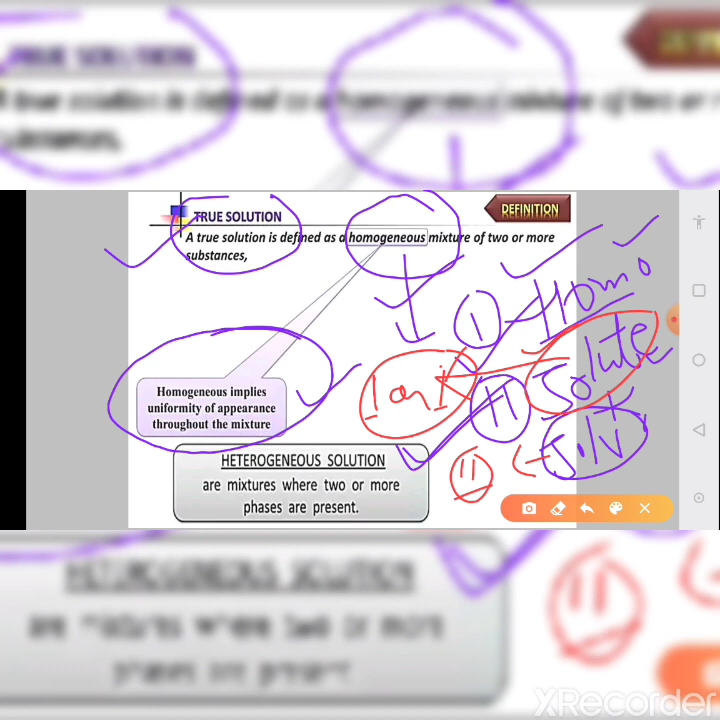 TRUE SOLUTION
DEFINITION
A true solution is defined as a homogeneous mixture of two or more
substances,
① Homo
Homogeneous implies
uniformity of appearance
throughout the mixture
② Solute
+
Solv.
HETEROGENEOUS SOLUTION
are mixtures where two or more
phases are present.
XRecorder